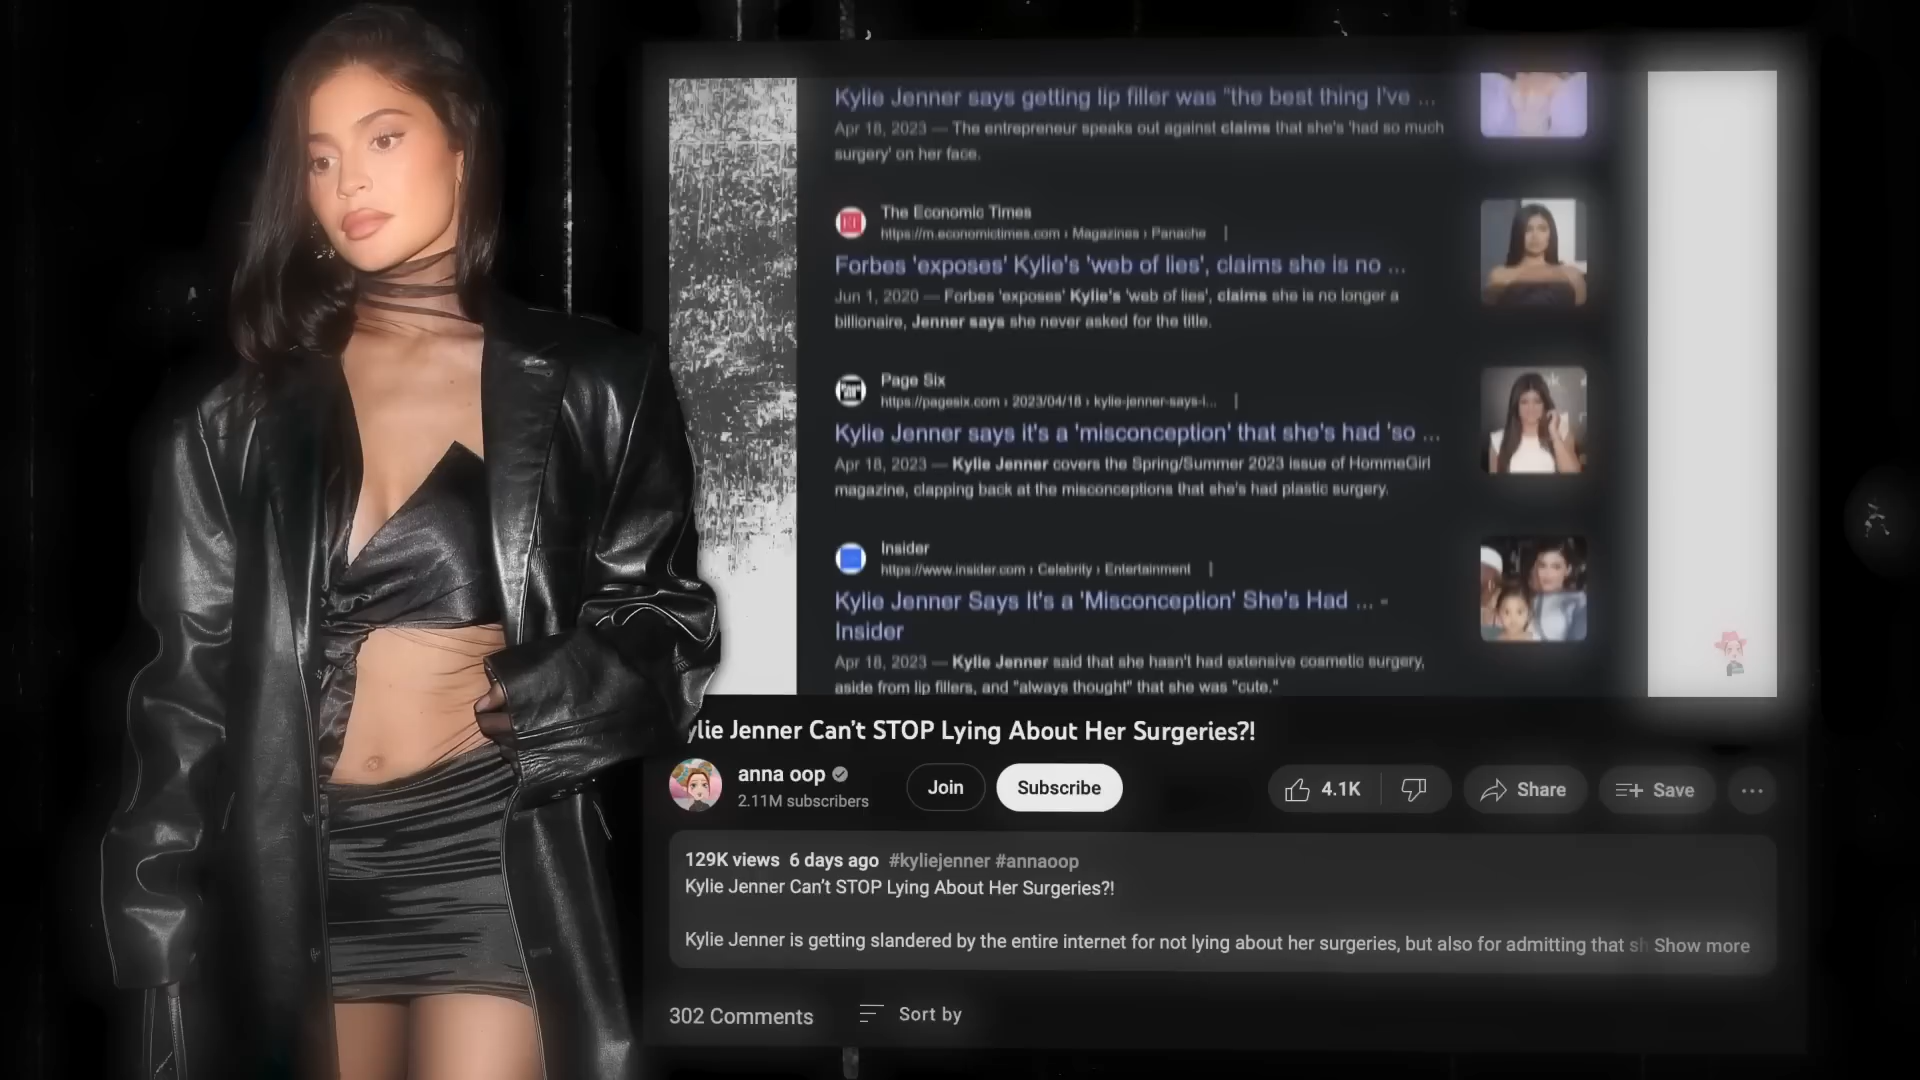 Kylie Jenner says getting lip filler was "the best thing I've ...
Apr 18, 2023 — The entrepreneur speaks out against claims that she's 'had so much
surgery' on her face.
The Economic Times
https://m.economictimes.com › Magazines › Panache
Forbes 'exposes' Kylie's 'web of lies', claims she is no ...
Jun 1, 2020 — Forbes 'exposes' Kylie's 'web of lies', claims she is no longer a
billionaire, Jenner says she never asked for the title.
Page Six
https://pagesix.com › 2023/04/18 › kylie-jenner-says-i...
Kylie Jenner says it's a 'misconception' that she's had 'so ...
Apr 18, 2023 — Kylie Jenner covers the Spring/Summer 2023 issue of HommeGirl
magazine, clapping back at the misconceptions that she's had plastic surgery.
Insider
https://www.insider.com › Celebrity › Entertainment
Kylie Jenner Says It's a 'Misconception' She's Had ... -
Insider
Apr 18, 2023 — Kylie Jenner said that she hasn't had extensive cosmetic surgery,
aside from lip fillers, and "always thought" that she was "cute."
ylie Jenner Can't STOP Lying About Her Surgeries?!
anna oop
2.11M subscribers
Join
Subscribe
4.1K
Share
Save
129K views 6 days ago #kyliejenner #annaoop
Kylie Jenner Can't STOP Lying About Her Surgeries?!
Kylie Jenner is getting slandered by the entire internet for not lying about her surgeries, but also for admitting that sh Show more
302 Comments
Sort by